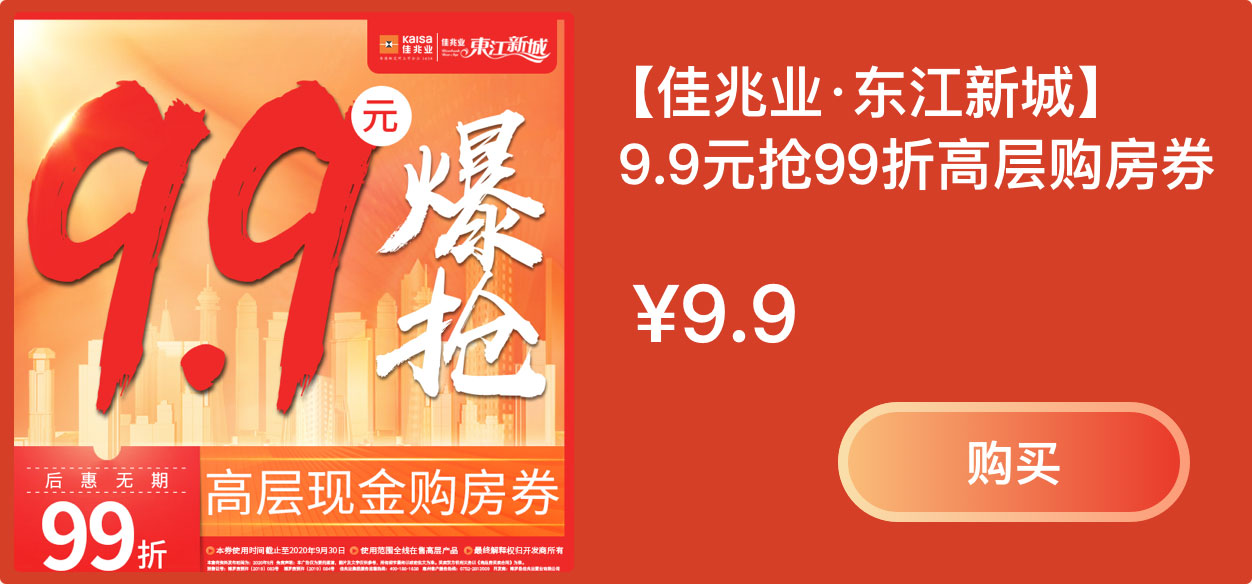 KAISA
佳兆业
佳兆业
東江新城
9.9
元
爆
抢
后惠无期
99折
高层现金购房券
本券使用时间截止至2020年9月30日 使用范围全线在售高层产品 最终解释权归开发商所有
【佳兆业·东江新城】
9.9元抢99折高层购房券
¥9.9
购买